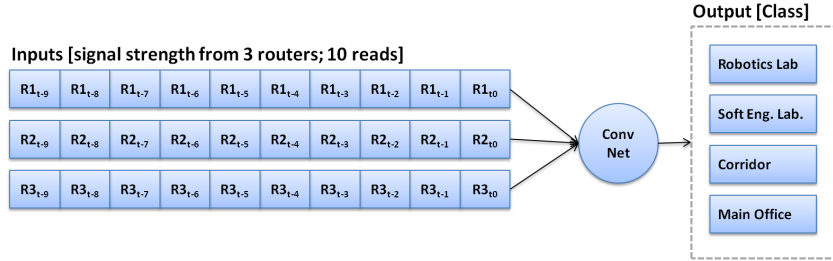 Output [Class]
Inputs [signal strength from 3 routers; 10 reads]
R1t-9 R1t-8 R1t-7 R1t-6 R1t-5 R1t-4 R1t-3 R1t-2 R1t-1 R1t0
R2t-9 R2t-8 R2t-7 R2t-6 R2t-5 R2t-4 R2t-3 R2t-2 R2t-1 R2t0
R3t-9 R3t-8 R3t-7 R3t-6 R3t-5 R3t-4 R3t-3 R3t-2 R3t-1 R3t0
Conv
Net
Robotics Lab
Soft Eng. Lab.
Corridor
Main Office